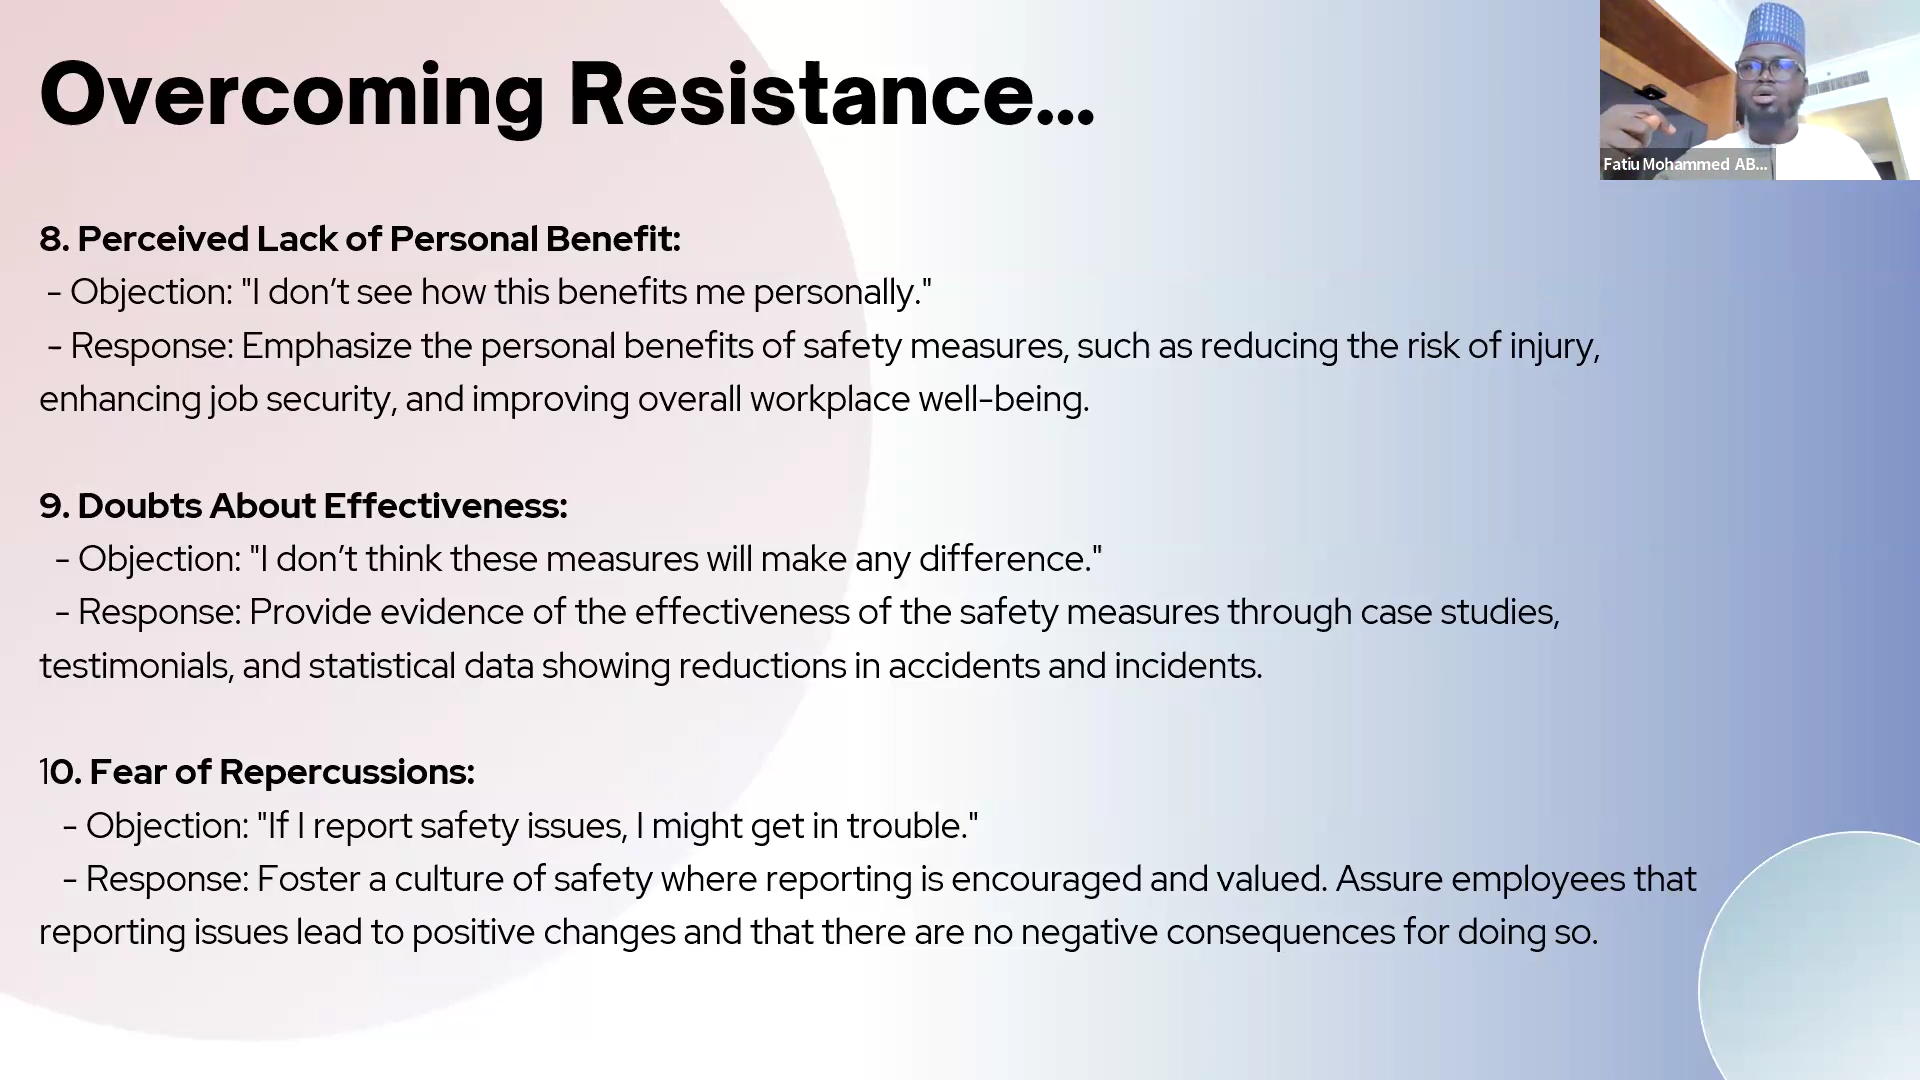 Overcoming Resistance...
Fatiu Mohammed AB...
8. Perceived Lack of Personal Benefit:
- Objection: "I don’t see how this benefits me personally."
- Response: Emphasize the personal benefits of safety measures, such as reducing the risk of injury,
enhancing job security, and improving overall workplace well-being.
9. Doubts About Effectiveness:
- Objection: "I don’t think these measures will make any difference."
- Response: Provide evidence of the effectiveness of the safety measures through case studies,
testimonials, and statistical data showing reductions in accidents and incidents.
10. Fear of Repercussions:
- Objection: "If I report safety issues, I might get in trouble."
- Response: Foster a culture of safety where reporting is encouraged and valued. Assure employees that
reporting issues lead to positive changes and that there are no negative consequences for doing so.